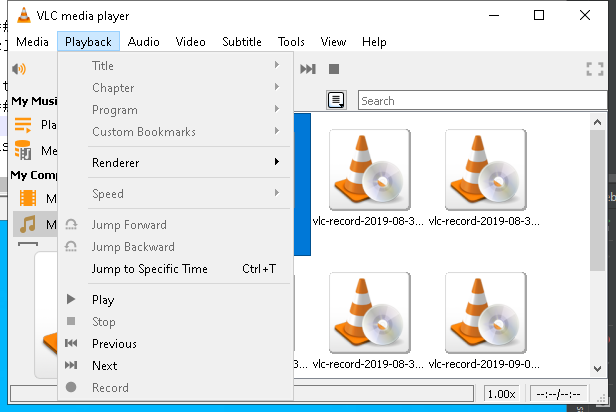 VLC media player
Media Playback Audio Video Subtitle Tools View Help
Title
Chapter
Program
Custom Bookmarks
Renderer
Speed
Jump Forward
Jump Backward
Jump to Specific Time Ctrl+T
Play
Stop
Previous
Next
Record
My Mus
Pla
Me
My Comp
M
M
Search
vlc-record-2019-08-3...
vlc-record-2019-08-3...
vlc-record-2019-08-3...
vlc-record-2019-09-0...
1.00x
--:--/--:--